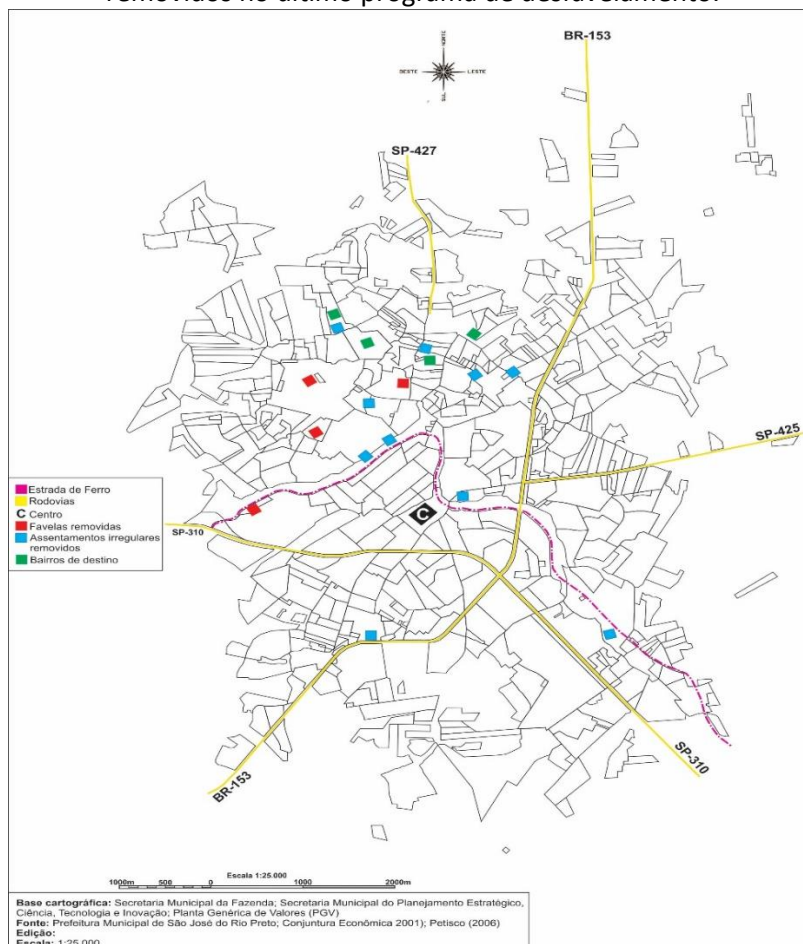 removidos no último programa de desfavelamento.
BR-153
NORTE
OESTE LESTE
SUL
SP-427
SP-425
Estrada de Ferro
Rodovias
C Centro
Favelas removidas
Assentamentos irregulares
removidos
Bairros de destino
SP-310
C
BR-153
SP-310
Escala 1:25.000
1000m 500 0 1000 2000m
Base cartográfica: Secretaria Municipal da Fazenda; Secretaria Municipal do Planejamento Estratégico,
Ciência, Tecnologia e Inovação; Planta Genérica de Valores (PGV)
Fonte: Prefeitura Municipal de São José do Rio Preto; Conjuntura Econômica 2001); Petisco (2006)
Edição:
Escala: 1:25.000